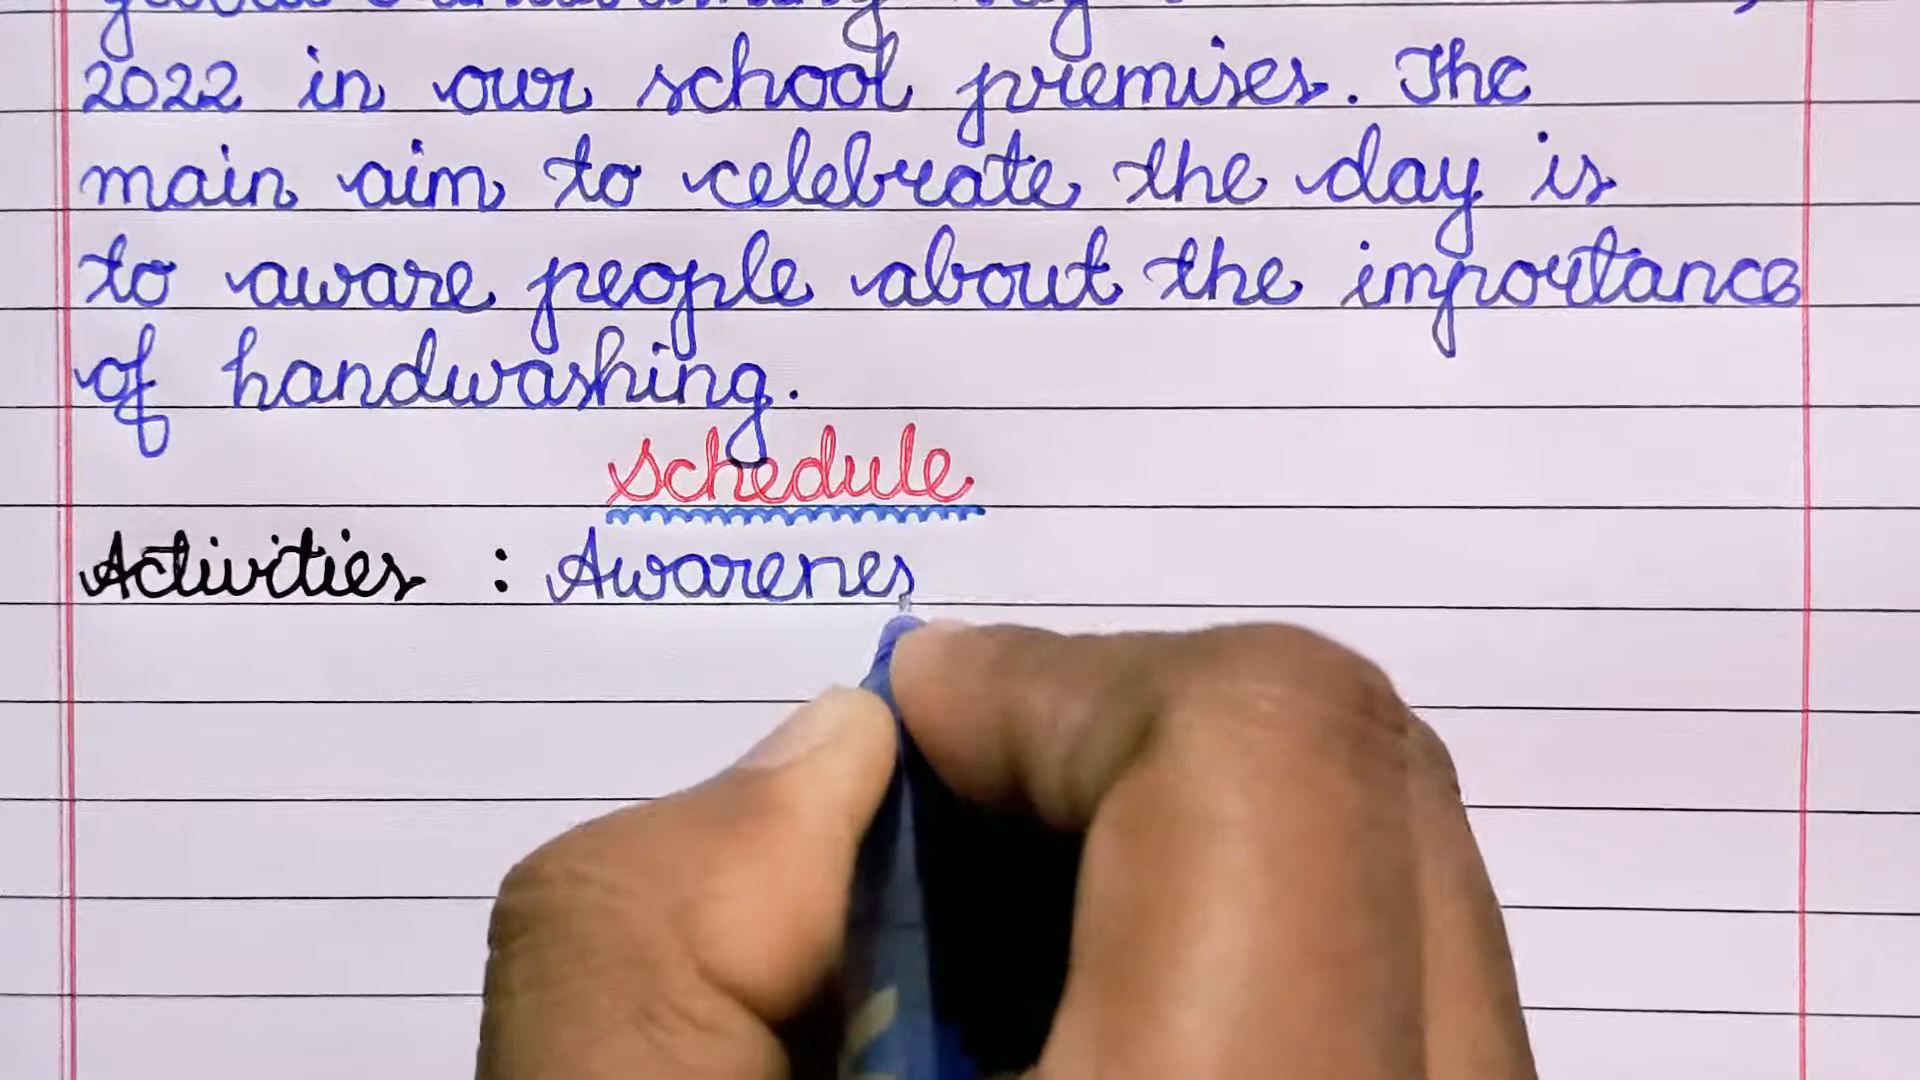 2022 in our school premises. The
main aim to celebrate the day is
to aware people about the importance
of handwashing.
Schedule
Activities : Awarenes